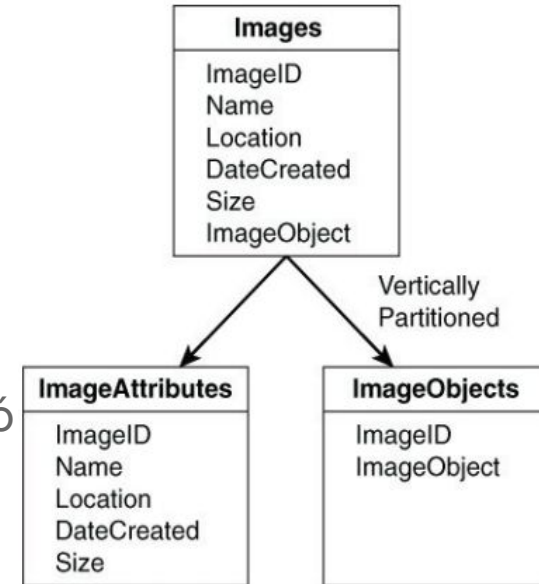 Images
ImageID
Name
Location
DateCreated
Size
ImageObject
Vertically
Partitioned
ImageAttributes
ImageID
Name
Location
DateCreated
Size
ImageObjects
ImageID
ImageObject
ó